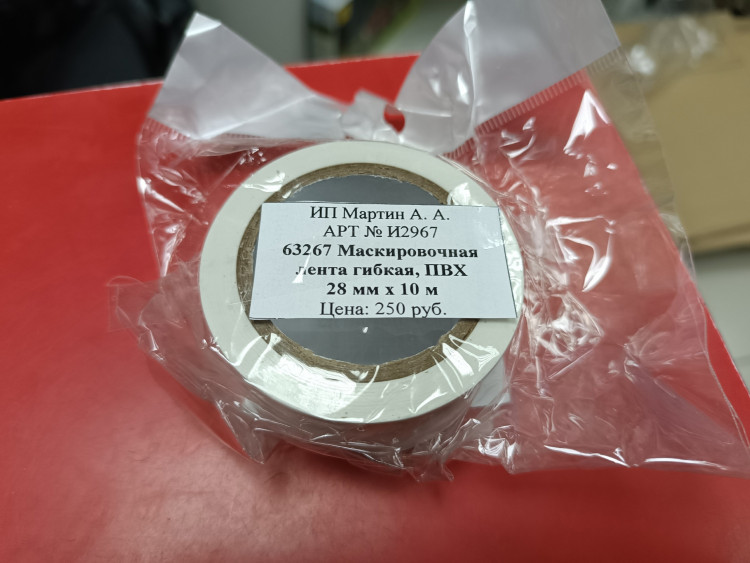 ИП Мартин А. А.
АРТ № И2967
63267 Маскировочная
лента гибкая, ПВХ
28 мм х 10 м
Цена: 250 руб.